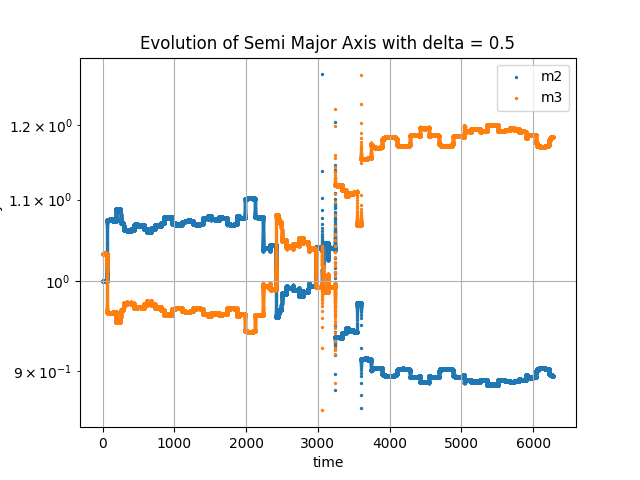 Evolution of Semi Major Axis with delta = 0.5
m2
m3
1.2 × 10⁰
1.1 × 10⁰
10⁰
9 × 10⁻¹
0 1000 2000 3000 4000 5000 6000
time